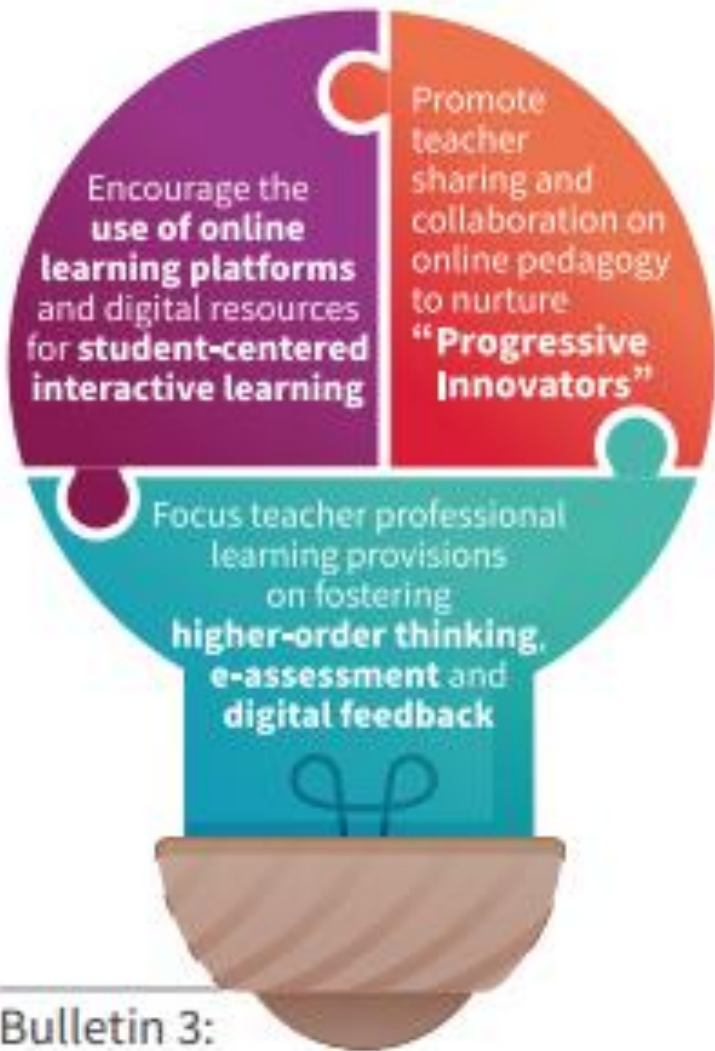 Encourage the
use of online
learning platforms
and digital resources
for student-centered
interactive learning
Promote
teacher
sharing and
collaboration on
online pedagogy
to nurture
“Progressive
Innovators”
Focus teacher professional
learning provisions
on fostering
higher-order thinking,
e-assessment and
digital feedback
Bulletin 3: